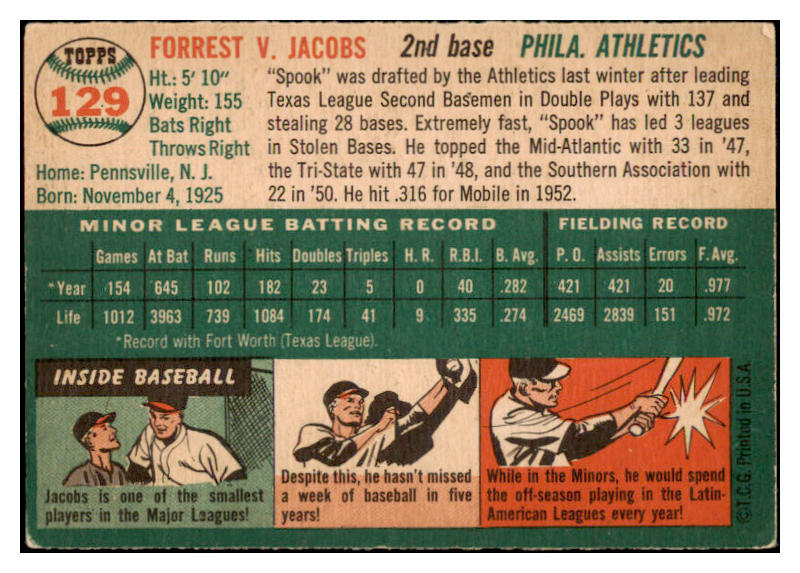 TOPPS
129
FORREST V. JACOBS 2nd base PHILA. ATHLETICS
Ht.: 5' 10"
Weight: 155
Bats Right
Throws Right
Home: Pennsville, N. J.
Born: November 4, 1925
"Spook" was drafted by the Athletics last winter after leading
Texas League Second Basemen in Double Plays with 137 and
stealing 28 bases. Extremely fast, "Spook" has led 3 leagues
in Stolen Bases. He topped the Mid-Atlantic with 33 in '47,
the Tri-State with 47 in '48, and the Southern Association with
22 in '50. He hit .316 for Mobile in 1952.
MINOR LEAGUE BATTING RECORD FIELDING RECORD
Games At Bat Runs Hits Doubles Triples H. R. R.B.I. B. Avg. P. O. Assists Errors F. Avg.
*Year 154 645 102 182 23 5 0 40 .282 421 421 20 .977
Life 1012 3963 739 1084 174 41 9 335 .274 2469 2839 151 .972
*Record with Fort Worth (Texas League).
INSIDE BASEBALL
Jacobs is one of the smallest
players in the Major Leagues!
Despite this, he hasn't missed
a week of baseball in five
years!
While in the Minors, he would spend
the off-season playing in the Latin-
American Leagues every year!
©T.C.G. Printed in U.S.A.